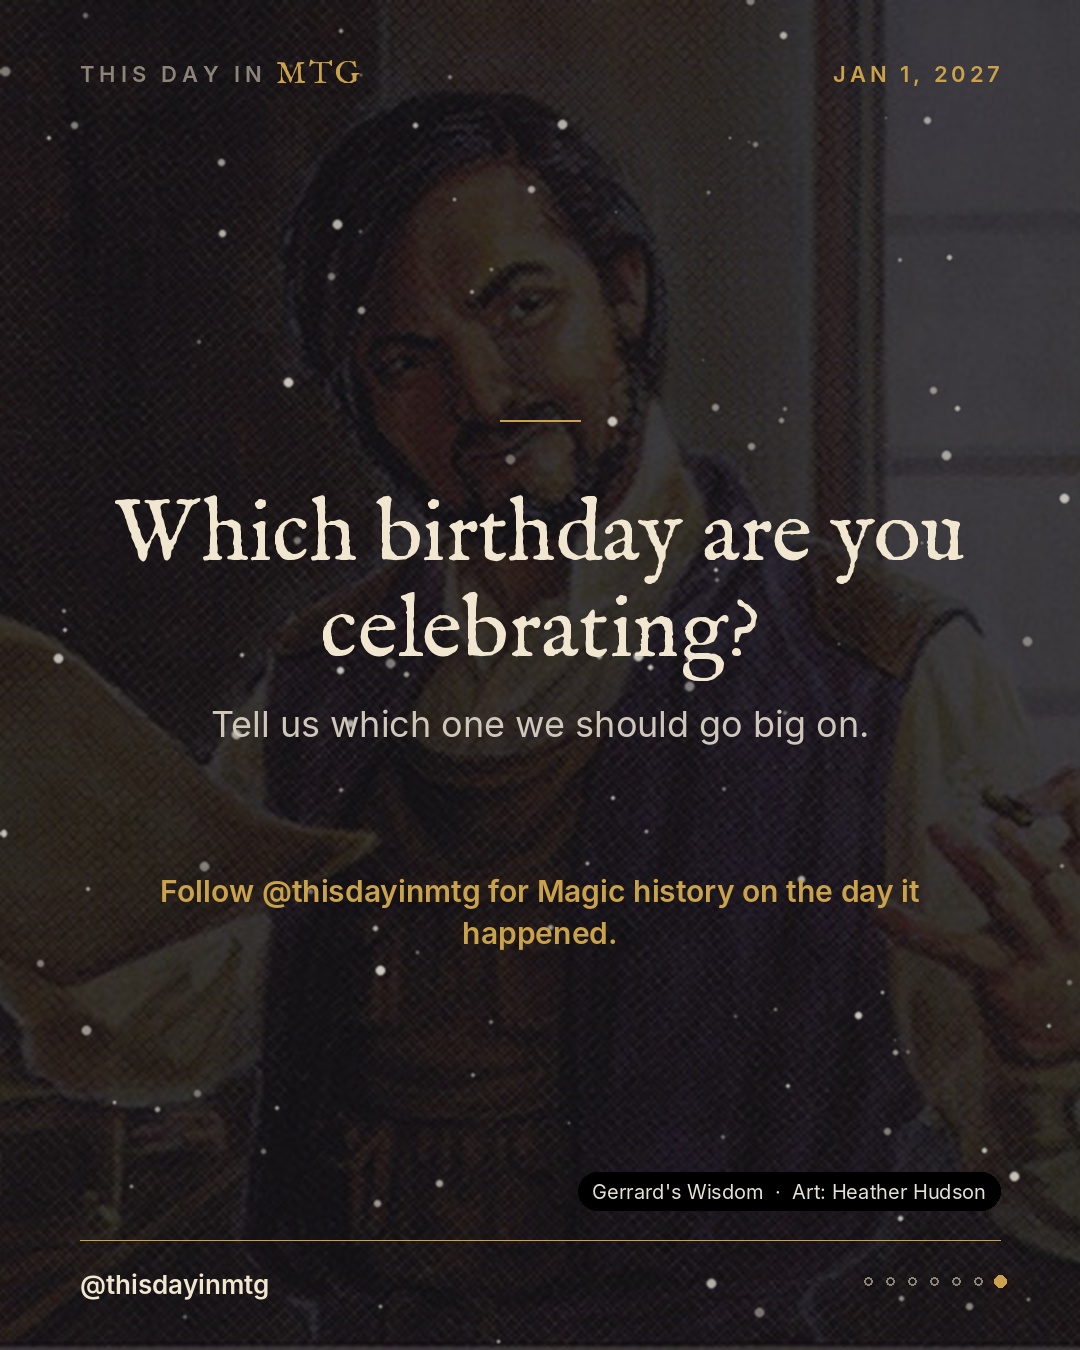 THIS DAY IN MTG
JAN 1, 2027
Which birthday are you
celebrating?
Tell us which one we should go big on.
Follow @thisdayinmtg for Magic history on the day it
happened.
Gerrard's Wisdom · Art: Heather Hudson
@thisdayinmtg